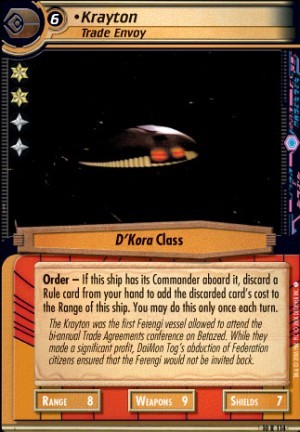 6 •Krayton
Trade Envoy
D'Kora Class
Order – If this ship has its Commander aboard it, discard a
Rule card from your hand to add the discarded card's cost to
the Range of this ship. You may do this only once each turn.
The Krayton was the first Ferengi vessel allowed to attend the
bi-annual Trade Agreements conference on Betazed. While they
made a significant profit, DaiMon Tog's abduction of Federation
citizens ensured that the Ferengi would not be invited back.
RANGE 8 WEAPONS 9 SHIELDS 7